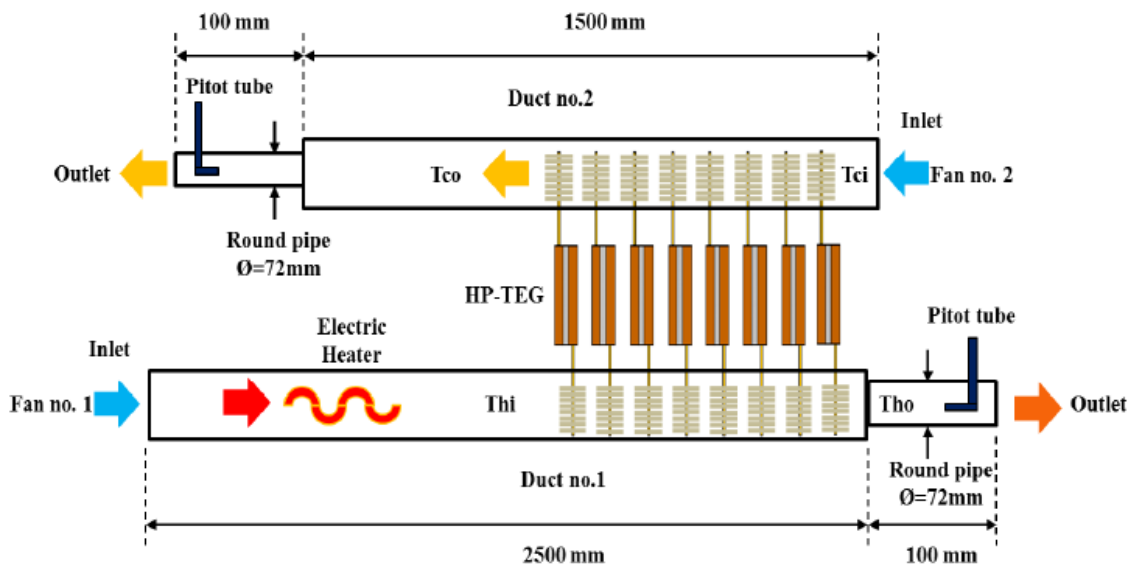 100 mm
1500 mm
Pitot tube
Duct no.2
Inlet
Outlet
Tco
Tci
Fan no. 2
Round pipe
Ø=72mm
HP-TEG
Electric
Heater
Pitot tube
Inlet
Fan no. 1
Thi
Tho
Outlet
Duct no.1
Round pipe
Ø=72mm
2500 mm
100 mm